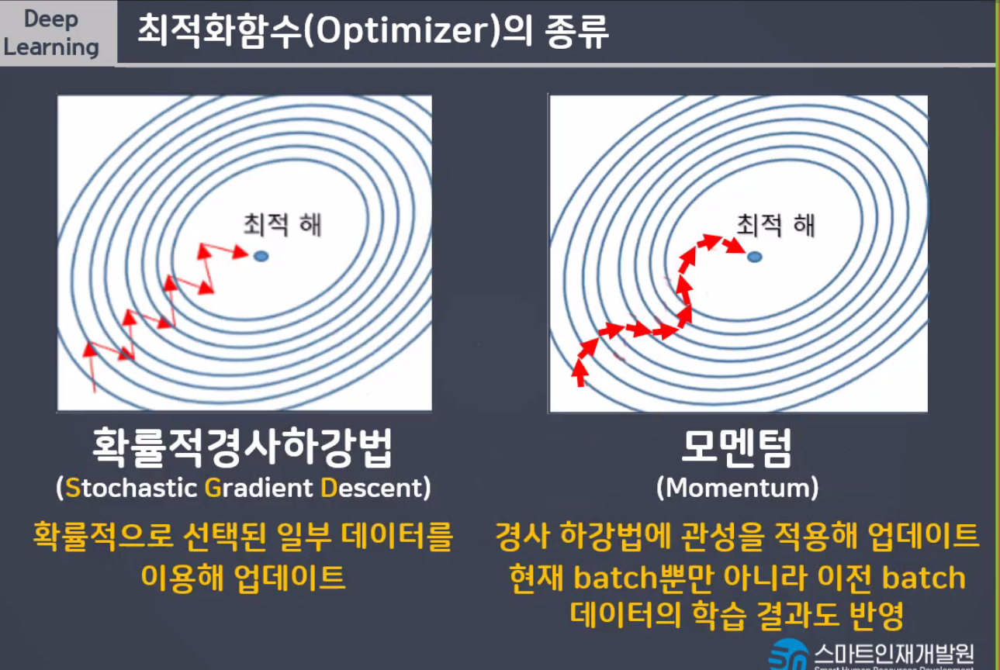 Deep
Learning
최적화함수(Optimizer)의 종류
최적 해
최적 해
확률적경사하강법
(Stochastic Gradient Descent)
확률적으로 선택된 일부 데이터를
이용해 업데이트
모멘텀
(Momentum)
경사 하강법에 관성을 적용해 업데이트
현재 batch뿐만 아니라 이전 batch
데이터의 학습 결과도 반영
스마트인재개발원
Smart Human Resources Development